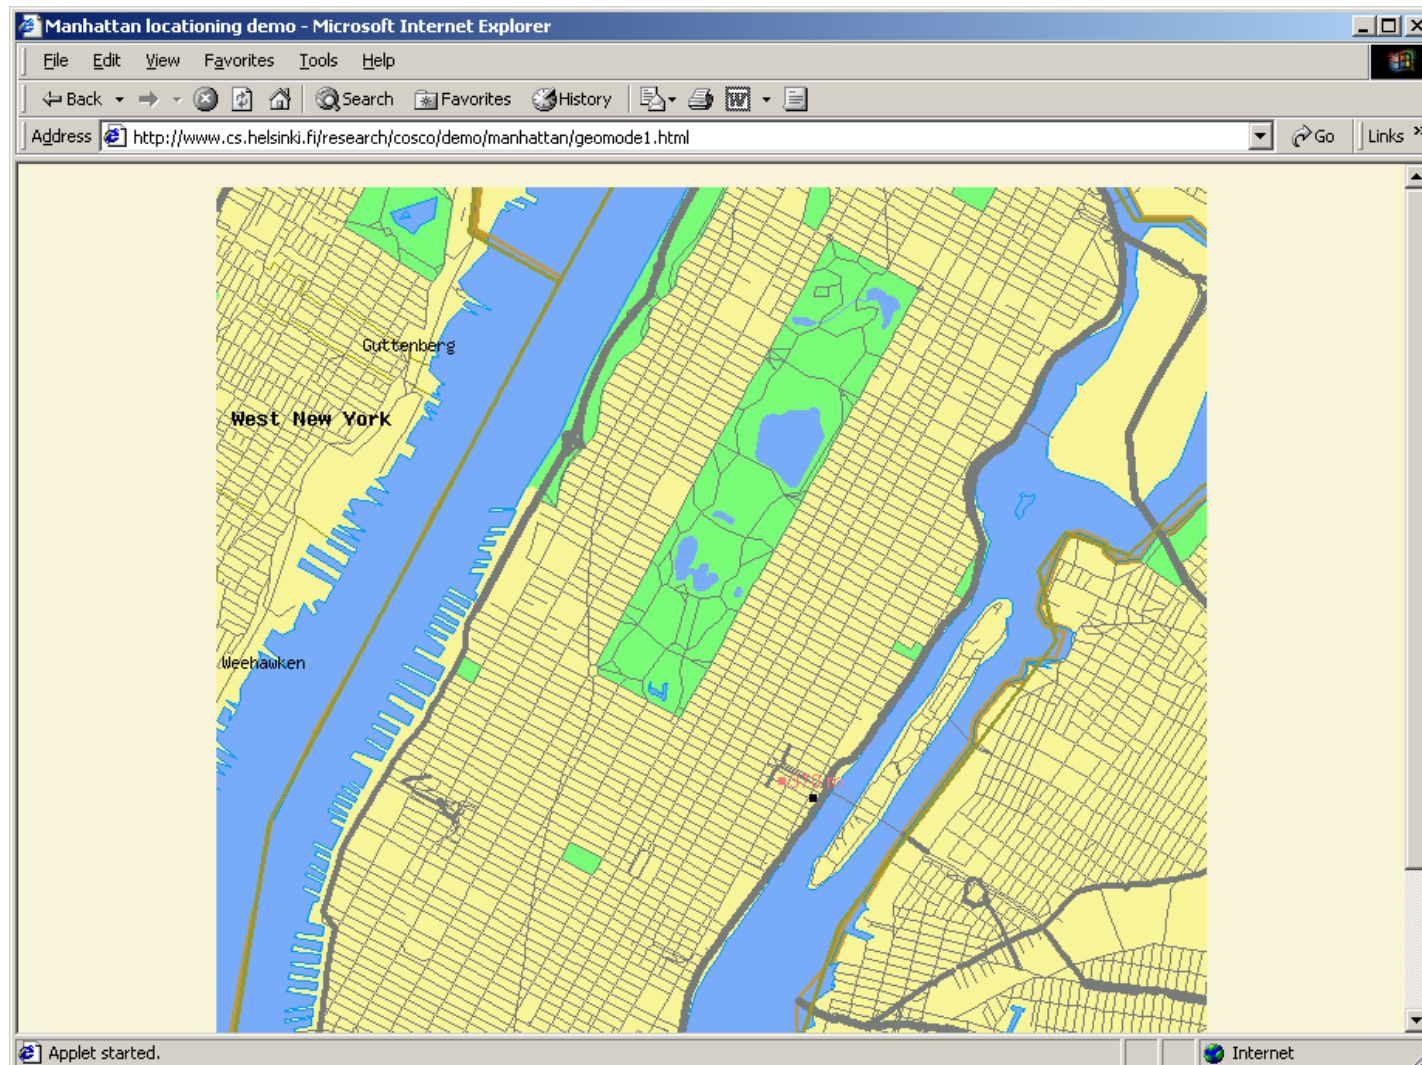 Manhattan locationing demo - Microsoft Internet Explorer
File Edit View Favorites Tools Help
Back Search Favorites History
Address http://www.cs.helsinki.fi/research/cosco/demo/manhattan/geomode1.html Go Links »
Guttenberg
West New York
Weehawken
Applet started. Internet